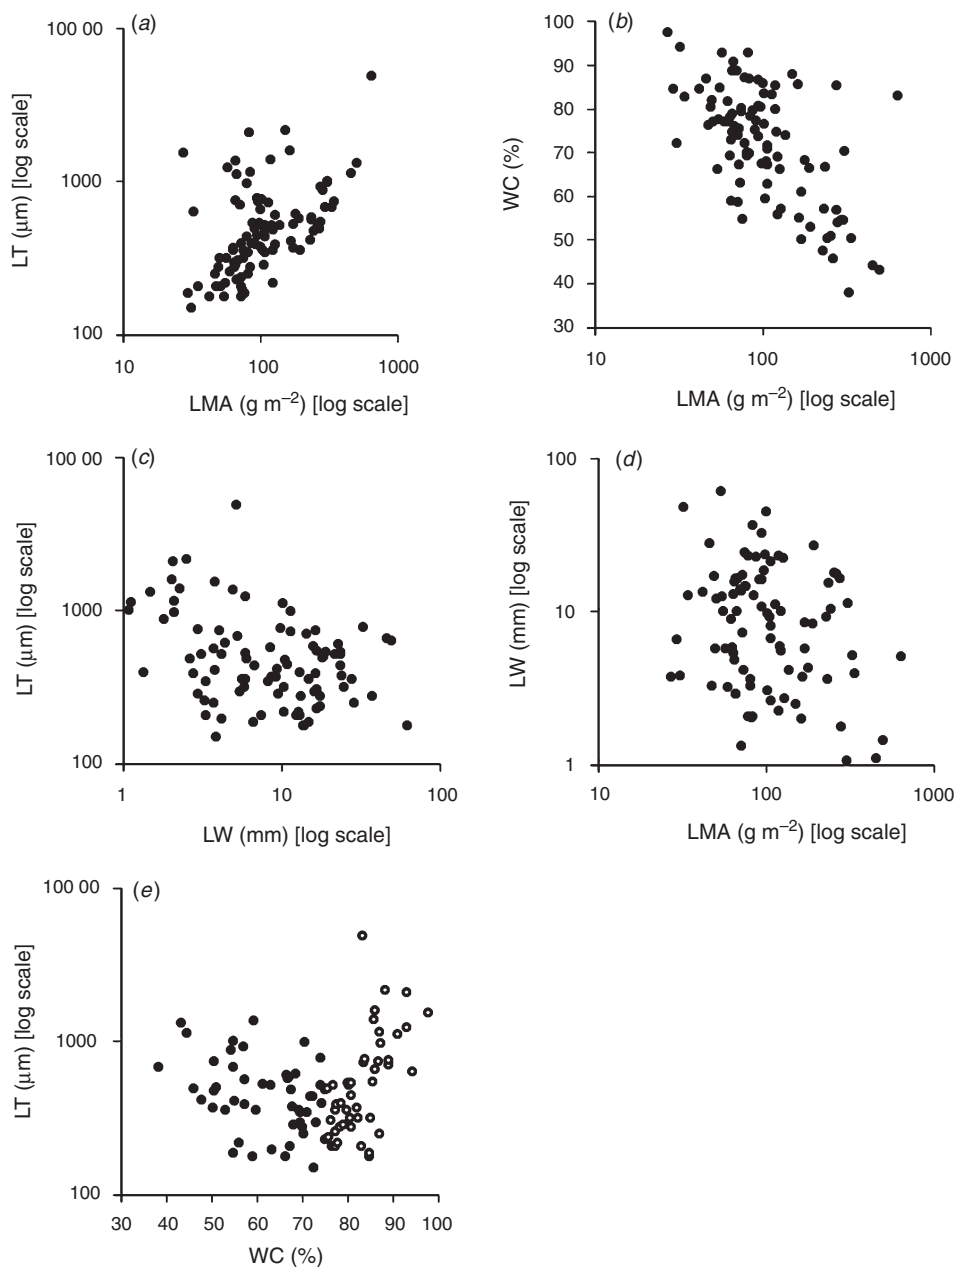 (a)
100 00
1000
100
10 100 1000
LT (μm) [log scale]
LMA (g m–2) [log scale]
(b)
100
90
80
70
60
50
40
30
10 100 1000
WC (%)
LMA (g m–2) [log scale]
(c)
100 00
1000
100
1 10 100
LT (μm) [log scale]
LW (mm) [log scale]
(d)
100
10
1
10 100 1000
LW (mm) [log scale]
LMA (g m–2) [log scale]
(e)
100 00
1000
100
30 40 50 60 70 80 90 100
LT (μm) [log scale]
WC (%)